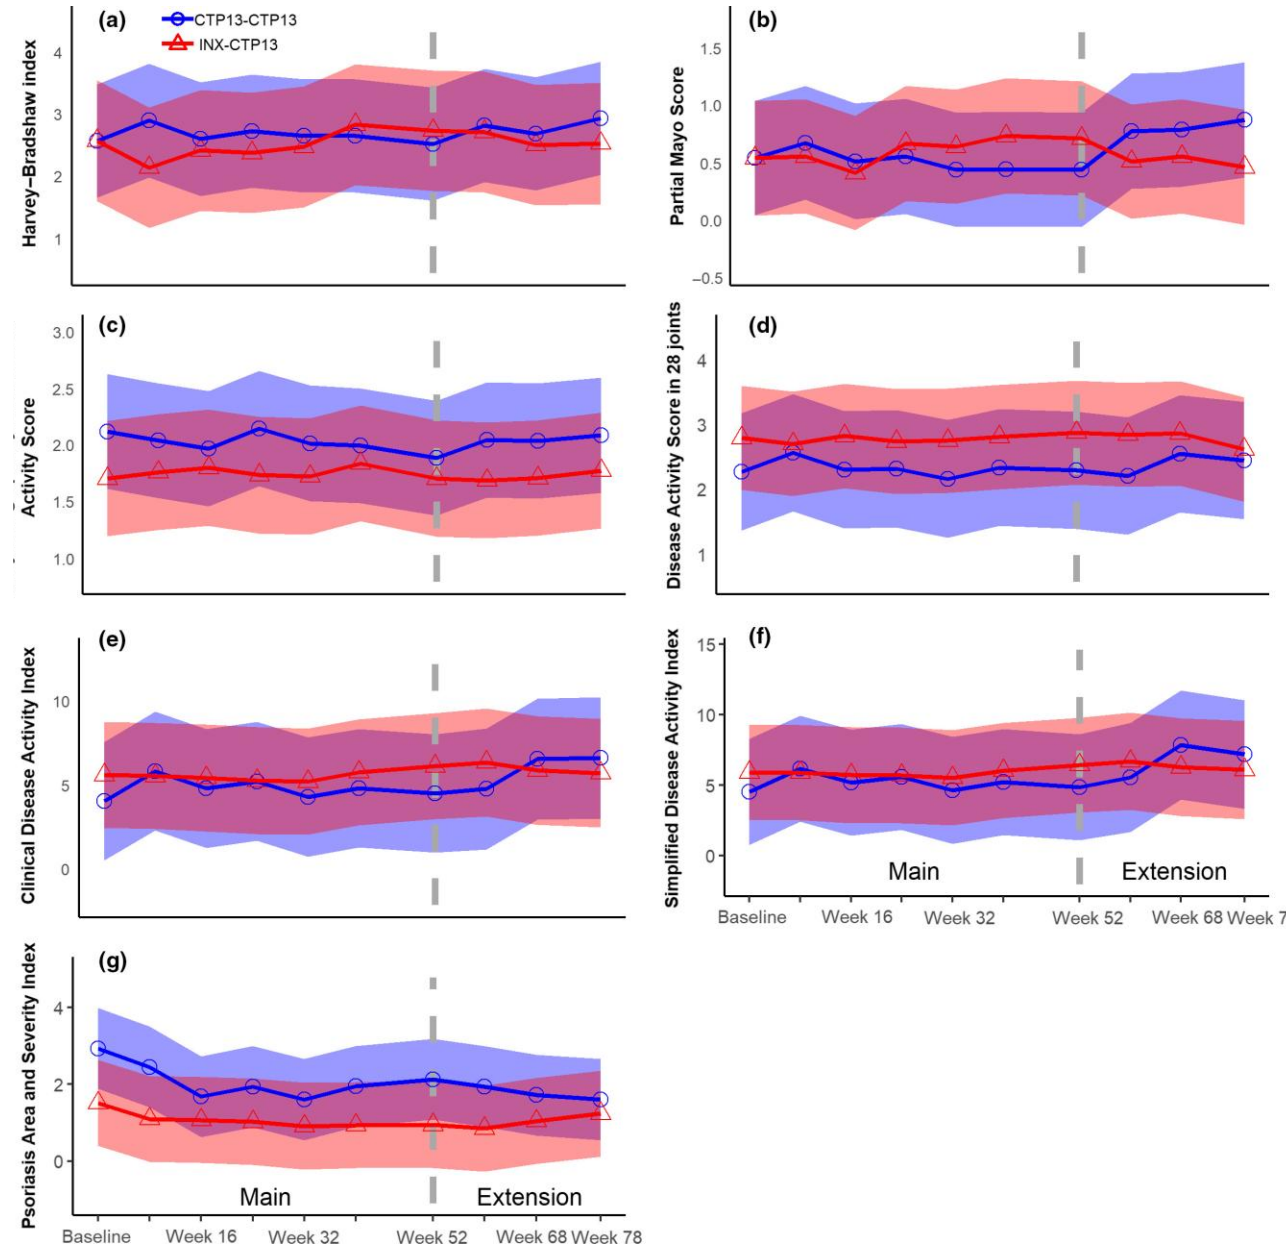 (a)
CTP13-CTP13
INX-CTP13
Harvey–Bradshaw index
4
3
2
1
(b)
Partial Mayo Score
1.5
1.0
0.5
0.0
−0.5
(c)
Activity Score
3.0
2.5
2.0
1.5
1.0
(d)
Disease Activity Score in 28 joints
4
3
2
1
(e)
Clinical Disease Activity Index
10
5
0
(f)
Simplified Disease Activity Index
15
10
5
0
Main
Extension
Baseline Week 16 Week 32 Week 52 Week 68 Week 7
(g)
Psoriasis Area and Severity Index
4
2
0
Main
Extension
Baseline Week 16 Week 32 Week 52 Week 68 Week 78